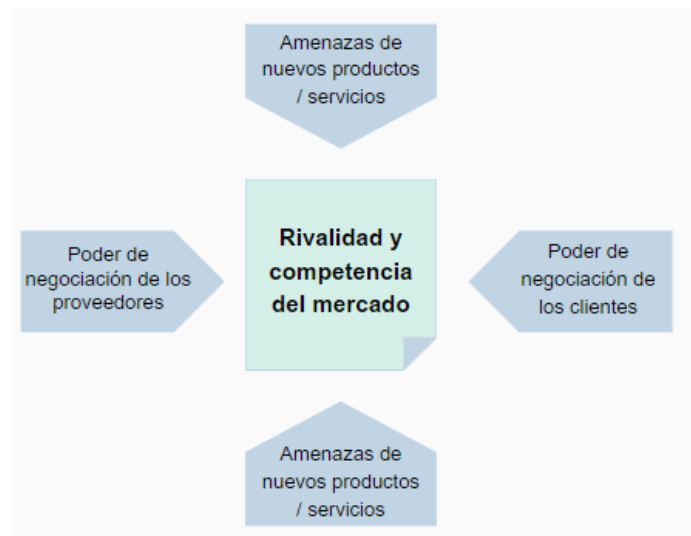 Amenazas de
nuevos productos
/ servicios
Poder de
negociación de los
proveedores
Rivalidad y
competencia
del mercado
Poder de
negociación de
los clientes
Amenazas de
nuevos productos
/ servicios